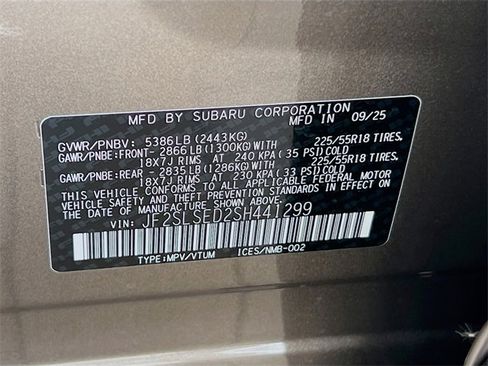 MFD BY SUBARU CORPORATION IN 09/25
GVWR/PNBV: 5386LB (2443KG)
GAWR/PNBE:FRONT- 2866LB (1300KG) WITH 225/55R18 TIRES.
18X7J RIMS AT 240 KPA (35 PSI) COLD
GAWR/PNBE:REAR - 2835LB (1286KG) WITH 225/55R18 TIRES.
18X7J RIMS AT 230 KPA (33 PSI) COLD
THIS VEHICLE CONFORMS TO ALL APPLICABLE FEDERAL MOTOR
VEHICLE SAFETY AND THEFT PREVENTION STANDARDS IN EFFECT
ON THE DATE OF MANUFACTURE SHOWN ABOVE.
VIN: JF2SLSED2SH441299
TYPE:MPV/VTUM ICES/NMB-002